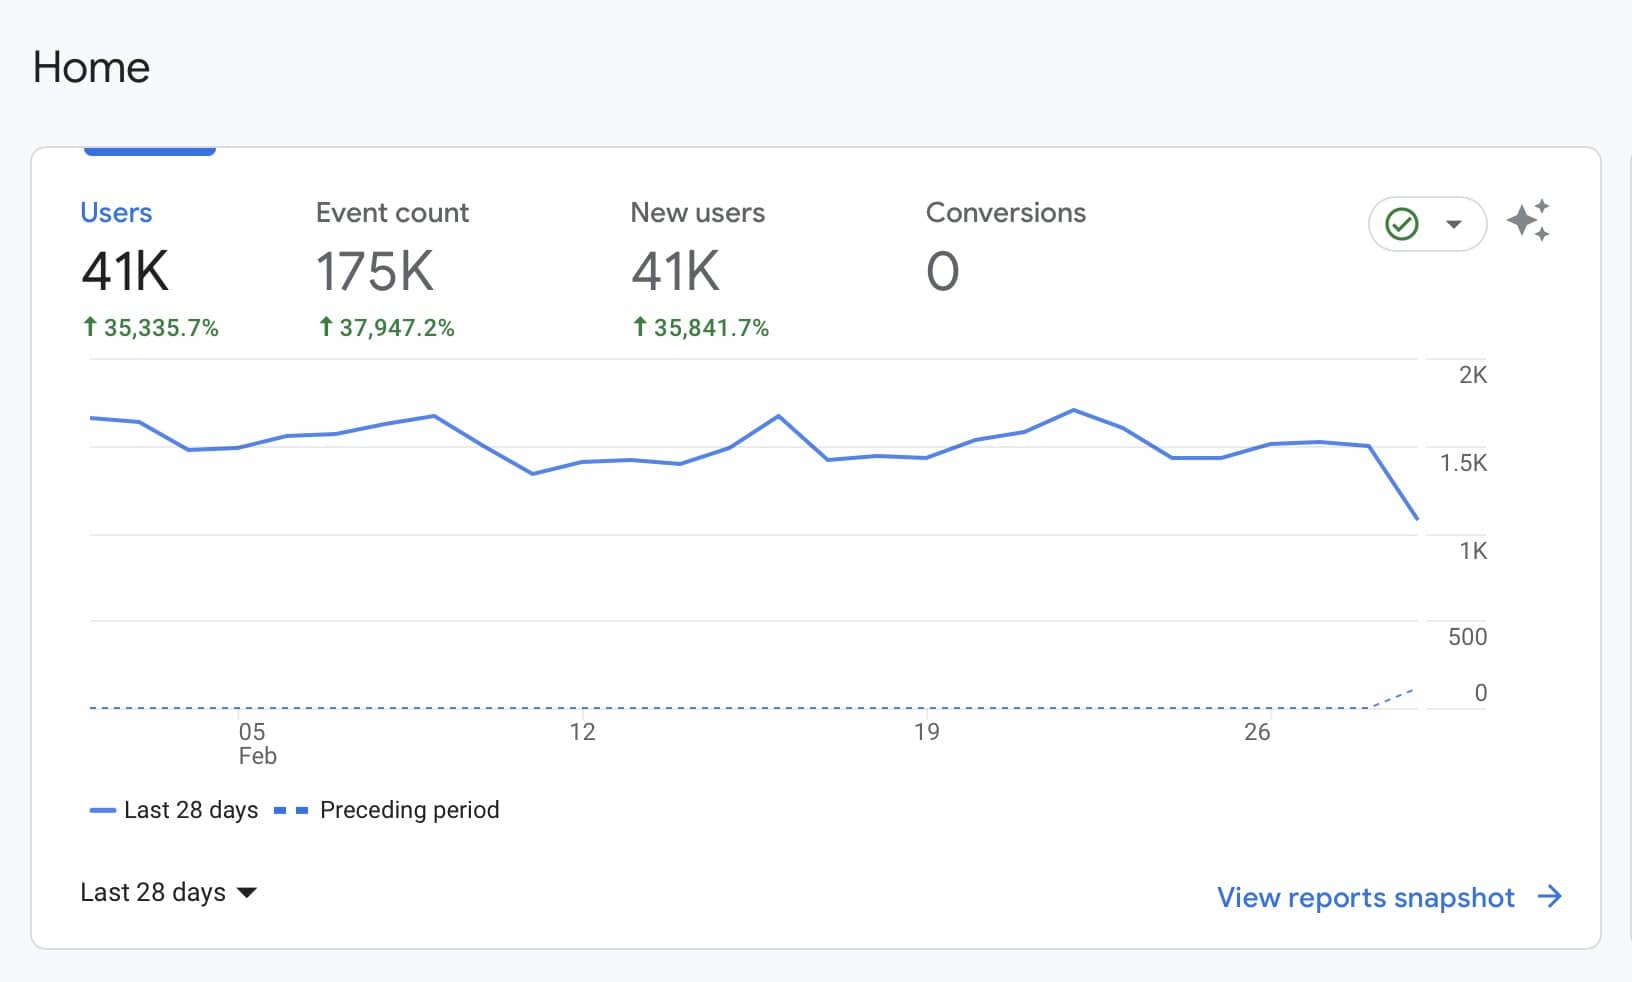 Home
Users Event count New users Conversions
41K 175K 41K 0
35,335.7% 37,947.2% 35,841.7%
2K
1.5K
1K
500
0
05 12 19 26
Feb
Last 28 days Preceding period
Last 28 days
View reports snapshot